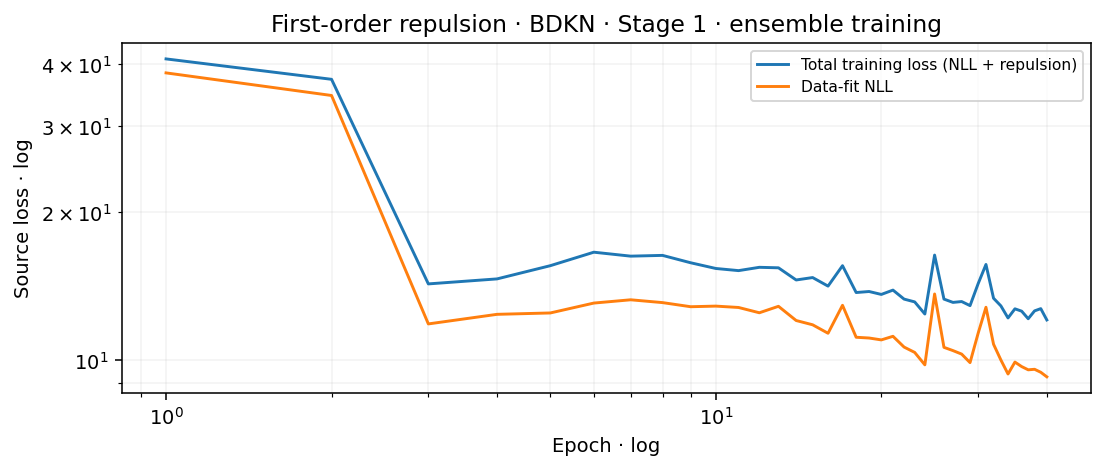 First-order repulsion · BDKN · Stage 1 · ensemble training
Total training loss (NLL + repulsion)
Data-fit NLL
Source loss · log
4 × 10¹
3 × 10¹
2 × 10¹
10¹
10⁰
10¹
Epoch · log